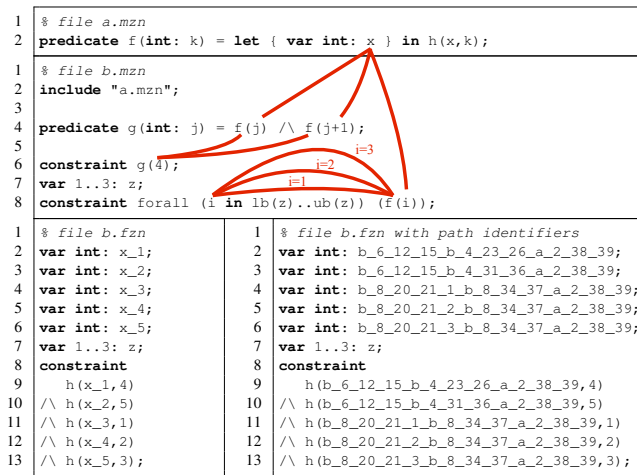 1 % file a.mzn
2 predicate f(int: k) = let { var int: x } in h(x,k);
1 % file b.mzn
2 include "a.mzn";
3
4 predicate g(int: j) = f(j) /\ f(j+1);
5
6 constraint g(4);
7 var 1..3: z;
8 constraint forall (i in lb(z)..ub(z)) (f(i));
i=3
i=2
i=1
1 % file b.fzn
2 var int: x_1;
3 var int: x_2;
4 var int: x_3;
5 var int: x_4;
6 var int: x_5;
7 var 1..3: z;
8 constraint
9 h(x_1,4)
10 /\ h(x_2,5)
11 /\ h(x_3,1)
12 /\ h(x_4,2)
13 /\ h(x_5,3);
1 % file b.fzn with path identifiers
2 var int: b_6_12_15_b_4_23_26_a_2_38_39;
3 var int: b_6_12_15_b_4_31_36_a_2_38_39;
4 var int: b_8_20_21_1_b_8_34_37_a_2_38_39;
5 var int: b_8_20_21_2_b_8_34_37_a_2_38_39;
6 var int: b_8_20_21_3_b_8_34_37_a_2_38_39;
7 var 1..3: z;
8 constraint
9 h(b_6_12_15_b_4_23_26_a_2_38_39,4)
10 /\ h(b_6_12_15_b_4_31_36_a_2_38_39,5)
11 /\ h(b_8_20_21_1_b_8_34_37_a_2_38_39,1)
12 /\ h(b_8_20_21_2_b_8_34_37_a_2_38_39,2)
13 /\ h(b_8_20_21_3_b_8_34_37_a_2_38_39,3);